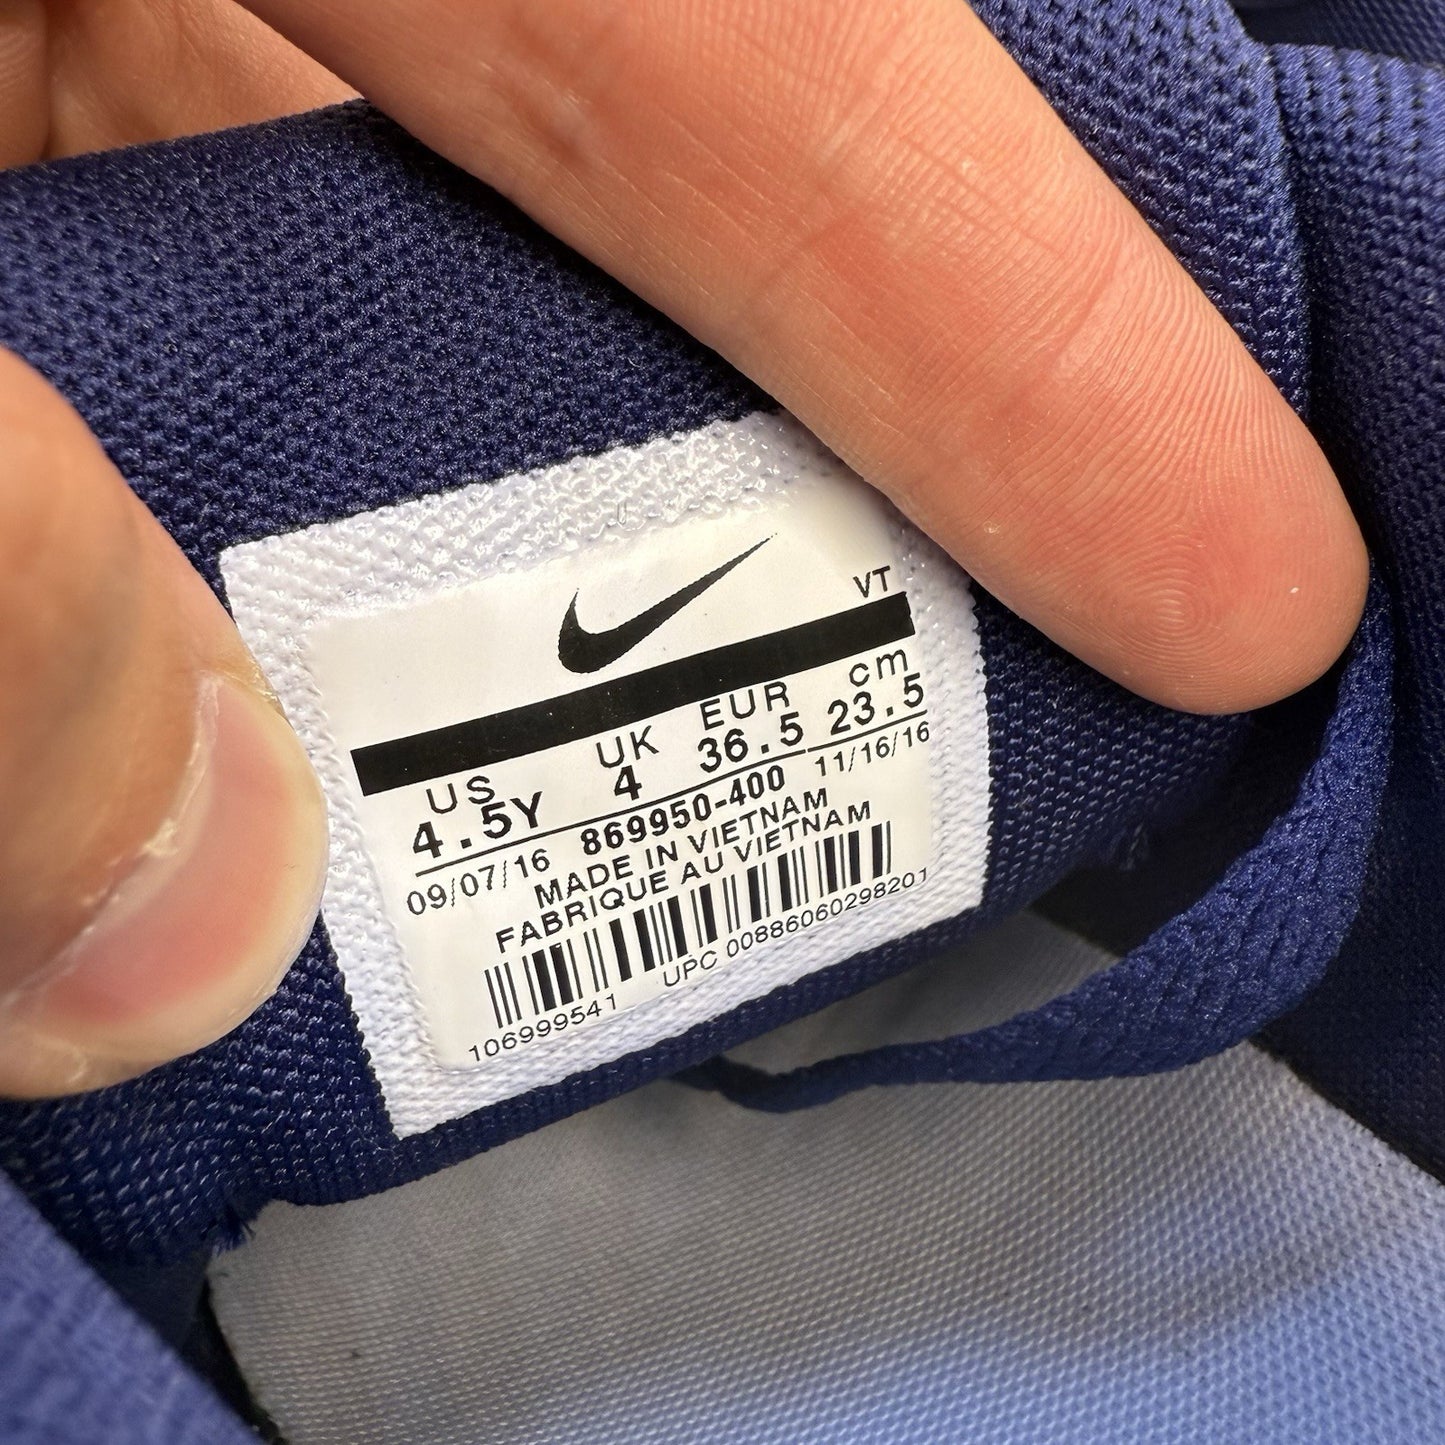 VT
US UK EUR cm
4.5Y 4 36.5 23.5
09/07/16 869950-400 11/16/16
MADE IN VIETNAM
FABRIQUE AU VIETNAM
106999541 UPC 00886060298201